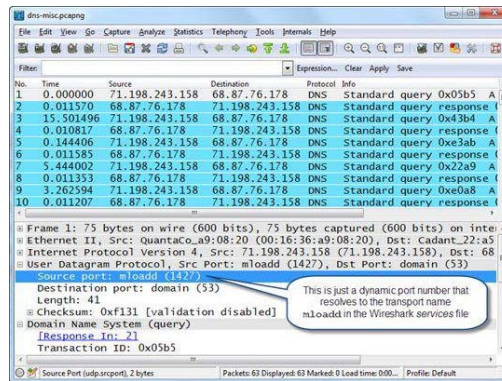 dns-misc.pcapng
File Edit View Go Capture Analyze Statistics Telephony Tools Internals Help
Filter: Expression... Clear Apply Save
No. Time Source Destination Protocol Info
1 0.000000 71.198.243.158 68.87.76.178 DNS Standard query 0x05b5 A
2 0.011570 68.87.76.178 71.198.243.158 DNS Standard query response
3 15.501496 71.198.243.158 68.87.76.178 DNS Standard query 0x43b4 A
4 0.010817 68.87.76.178 71.198.243.158 DNS Standard query response
5 0.144406 71.198.243.158 68.87.76.178 DNS Standard query 0xe3ab A
6 0.011585 68.87.76.178 71.198.243.158 DNS Standard query response
7 5.444002 71.198.243.158 68.87.76.178 DNS Standard query 0x22a9 A
8 0.011353 68.87.76.178 71.198.243.158 DNS Standard query response
9 3.262594 71.198.243.158 68.87.76.178 DNS Standard query 0xe0a8 A
10 0.011207 68.87.76.178 71.198.243.158 DNS Standard query response
Frame 1: 75 bytes on wire (600 bits), 75 bytes captured (600 bits) on inte
Ethernet II, Src: QuantaCo_a9:08:20 (00:16:36:a9:08:20), Dst: Cadant_22:a5
Internet Protocol Version 4, Src: 71.198.243.158 (71.198.243.158), Dst: 68
User Datagram Protocol, Src Port: mloadd (1427), Dst Port: domain (53)
Source port: mloadd (1427)
Destination port: domain (53)
Length: 41
Checksum: 0xf131 [validation disabled]
Domain Name System (query)
[Response In: 2]
Transaction ID: 0x05b5
This is just a dynamic port number that
resolves to the transport name
mloadd in the Wireshark services file
Source Port (udp.srcport), 2 bytes Packets: 63 Displayed: 63 Marked: 0 Load time: 0:00... Profile: Default